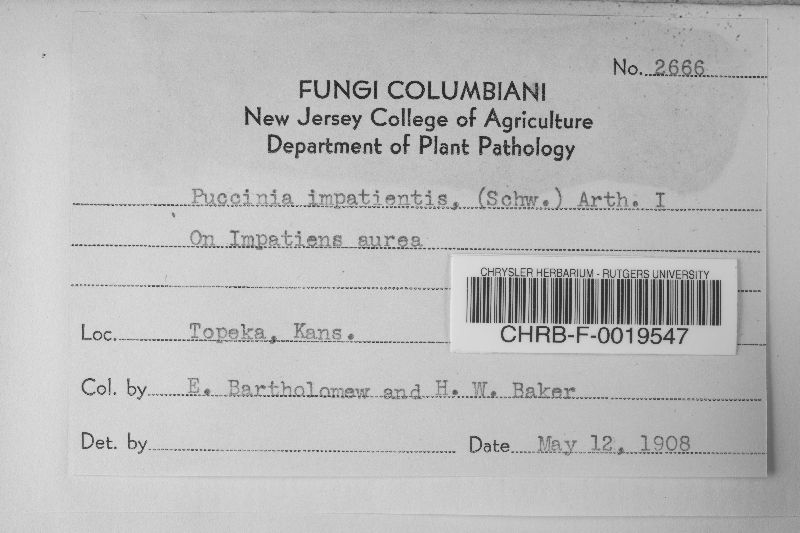 No. 2666
FUNGI COLUMBIANI
New Jersey College of Agriculture
Department of Plant Pathology
Puccinia impatientis, (Schw.) Arth. I
On Impatiens aurea
CHRYSLER HERBARIUM - RUTGERS UNIVERSITY
CHRB-F-0019547
Loc. Topeka, Kans.
Col. by E. Bartholomew and H. W. Baker
Det. by
Date May 12, 1908